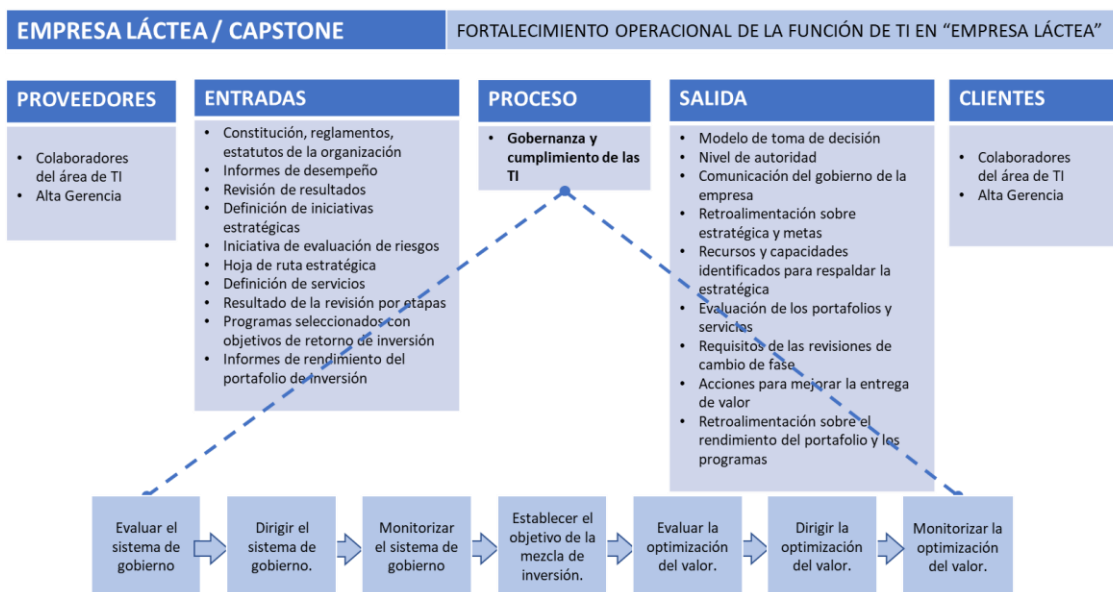 EMPRESA LÁCTEA / CAPSTONE
FORTALECIMIENTO OPERACIONAL DE LA FUNCIÓN DE TI EN “EMPRESA LÁCTEA”
PROVEEDORES
• Colaboradores
del área de TI
• Alta Gerencia
ENTRADAS
• Constitución, reglamentos,
estatutos de la organización
• Informes de desempeño
• Revisión de resultados
• Definición de iniciativas
estratégicas
• Iniciativa de evaluación de riesgos
• Hoja de ruta estratégica
• Definición de servicios
• Resultado de la revisión por etapas
• Programas seleccionados con
objetivos de retorno de inversión
• Informes de rendimiento del
portafolio de inversión
PROCESO
• Gobernanza y
cumplimiento de las
TI
SALIDA
• Modelo de toma de decisión
• Nivel de autoridad
• Comunicación del gobierno de la
empresa
• Retroalimentación sobre
estratégica y metas
• Recursos y capacidades
identificados para respaldar la
estratégica
• Evaluación de los portafolios y
servicios
• Requisitos de las revisiones de
cambio de fase
• Acciones para mejorar la entrega
de valor
• Retroalimentación sobre el
rendimiento del portafolio y los
programas
CLIENTES
• Colaboradores
del área de TI
• Alta Gerencia
Evaluar el
sistema de
gobierno
Dirigir el
sistema de
gobierno.
Monitorizar
el sistema de
gobierno
Establecer el
objetivo de la
mezcla de
inversión.
Evaluar la
optimización
del valor.
Dirigir la
optimización
del valor.
Monitorizar la
optimización
del valor.